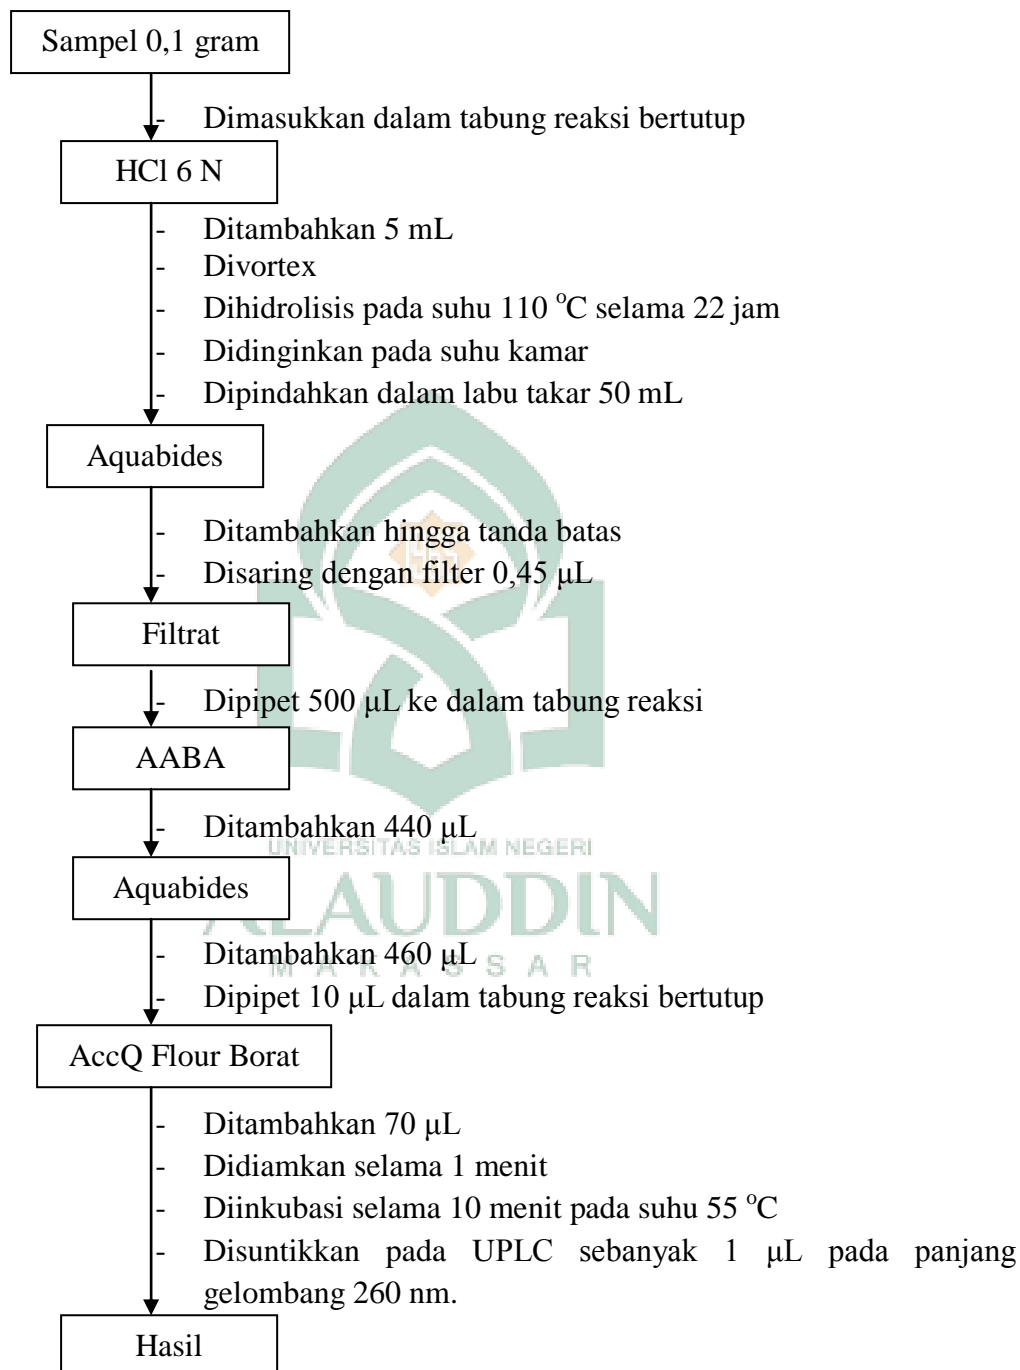 Sampel 0,1 gram
- Dimasukkan dalam tabung reaksi bertutup
HCl 6 N
- Ditambahkan 5 mL
- Divortex
- Dihidrolisis pada suhu 110 °C selama 22 jam
- Didinginkan pada suhu kamar
- Dipindahkan dalam labu takar 50 mL
Aquabides
- Ditambahkan hingga tanda batas
- Disaring dengan filter 0,45 μL
Filtrat
- Dipipet 500 μL ke dalam tabung reaksi
AABA
- Ditambahkan 440 μL
UNIVERSITAS ISLAM NEGERI
Aquabides
ALAUDDIN
- Ditambahkan 460 μL
MAKASSAR
- Dipipet 10 μL dalam tabung reaksi bertutup
AccQ Flour Borat
- Ditambahkan 70 μL
- Didiamkan selama 1 menit
- Diinkubasi selama 10 menit pada suhu 55 °C
- Disuntikkan pada UPLC sebanyak 1 μL pada panjang
gelombang 260 nm.
Hasil